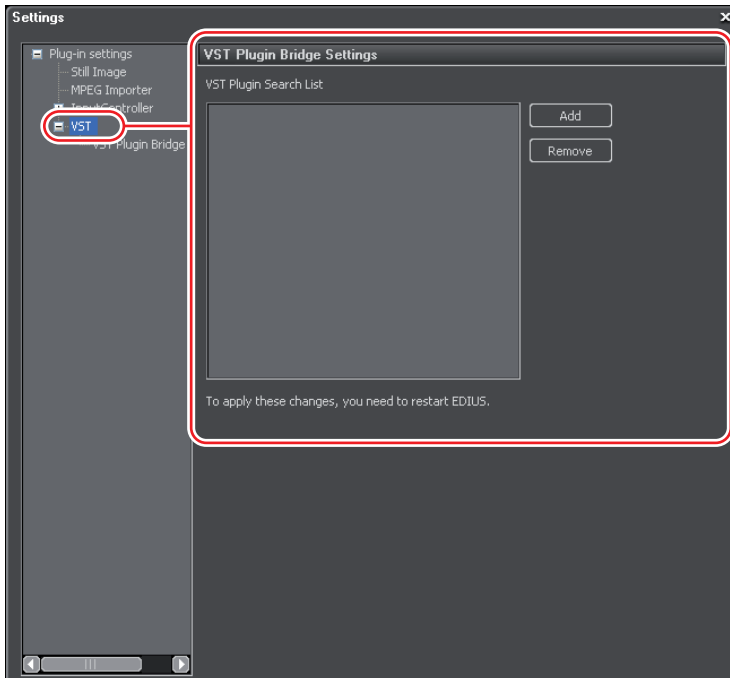 Settings
Plug-in settings
Still Image
MPEG Importer
InputController
VST
VST Plugin Bridge
VST Plugin Bridge Settings
VST Plugin Search List
Add
Remove
To apply these changes, you need to restart EDIUS.